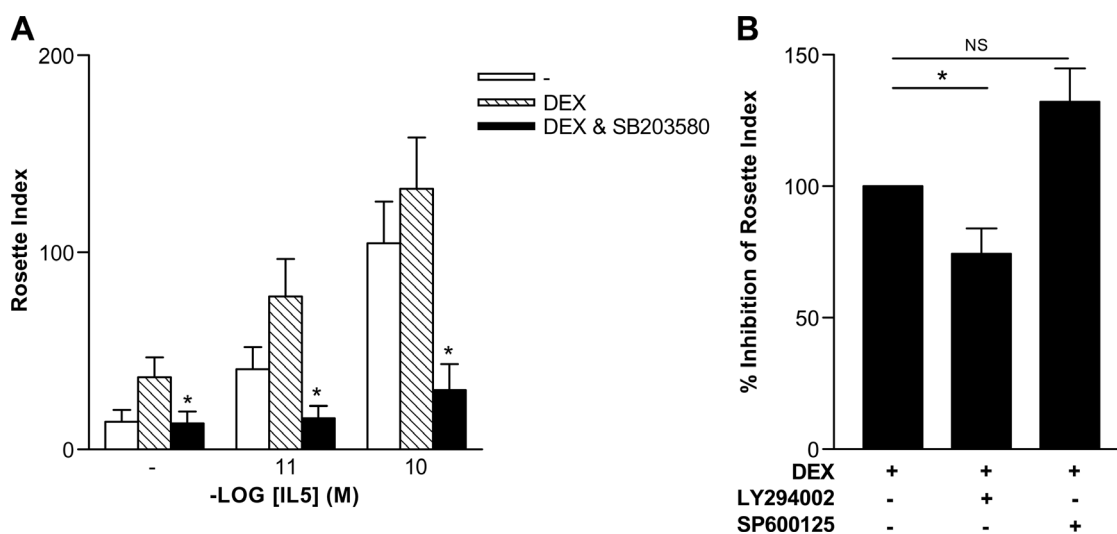 A
200
100
0
Rosette Index
-
DEX
DEX & SB203580
*
*
*
- 11 10
-LOG [IL5] (M)
B
150
100
50
0
% Inhibition of Rosette Index
NS
*
DEX + + +
LY294002 - + -
SP600125 - - +